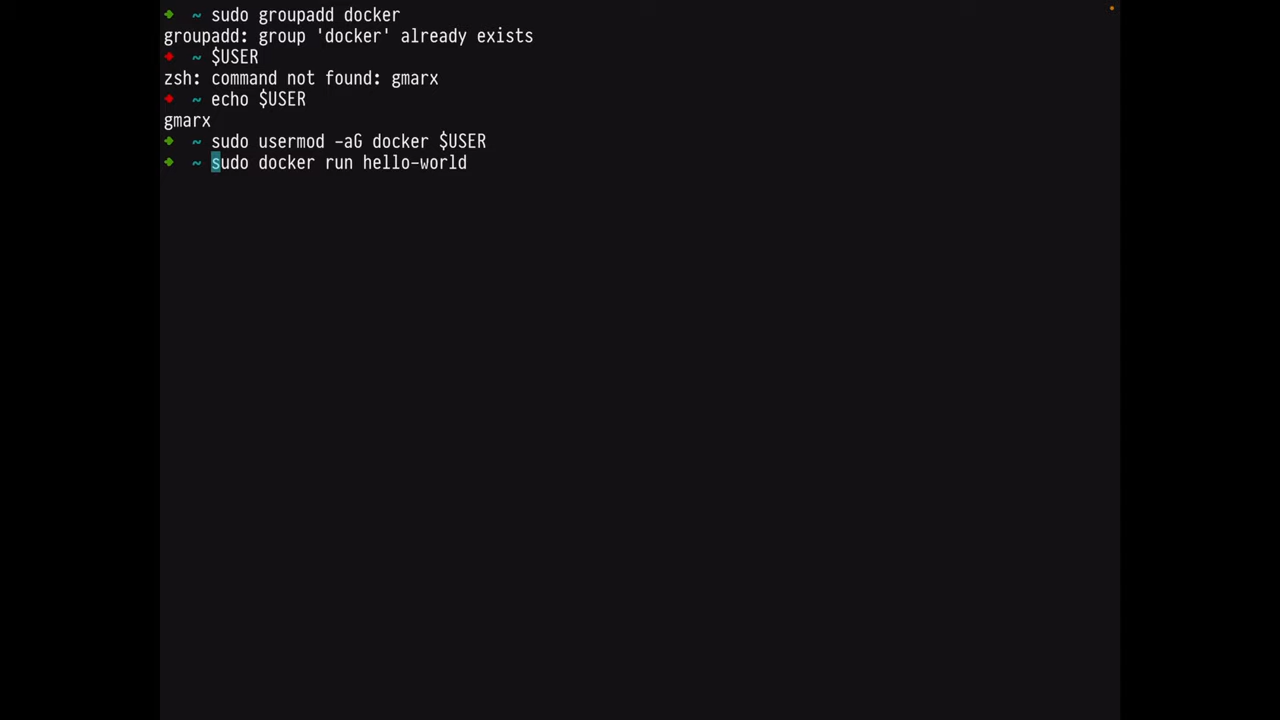 ➜ ~ sudo groupadd docker
groupadd: group 'docker' already exists
➜ ~ $USER
zsh: command not found: gmarx
➜ ~ echo $USER
gmarx
➜ ~ sudo usermod -aG docker $USER
➜ ~ sudo docker run hello-world